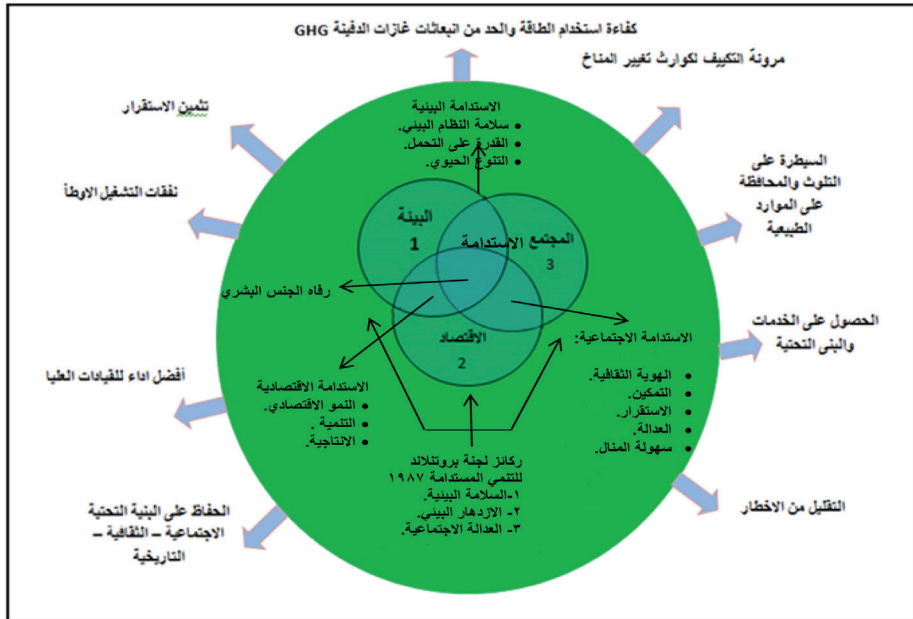 كفاءة استخدام الطاقة والحد من انبعاثات غازات الدفينة GHG
مرونة التكييف لكوارث تغيير المناخ
السيطرة على
التلوث والمحافظة
على الموارد
الطبيعية
الحصول على الخدمات
والبنى التحتية
التقليل من الاخطار
تثمين الاستقرار
نفقات التشغيل الاوطأ
أفضل اداء للقيادات العليا
الحفاظ على البنية التحتية
الاجتماعية – الثقافية –
التاريخية
الاستدامة البيئية
• سلامة النظام البيئي.
• القدرة على التحمل.
• التنوع الحيوي.
البيئة
1
الاستدامة
المجتمع
3
الاقتصاد
2
رفاه الجنس البشري
الاستدامة الاجتماعية:
• الهوية الثقافية.
• التمكين.
• الاستقرار.
• العدالة.
• سهولة المنال.
الاستدامة الاقتصادية
• النمو الاقتصادي.
• التنمية .
• الانتاجية.
ركائز لجنة بروتنلاند
للتنمي المستدامة ١٩٨٧
١-السلامة البيئية.
٢- الازدهار البيئي.
٣- العدالة الاجتماعية.